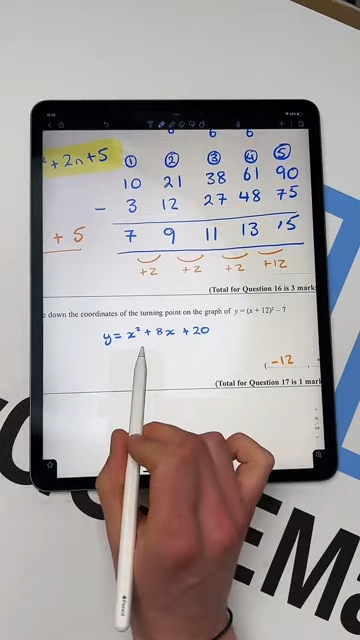 ² + 2n + 5
① ② ③ ④ ⑤
10 21 38 61 90
- 3 12 27 48 75
+ 5 7 9 11 13 15
+2 +2 +2 +12
(Total for Question 16 is 3 mark
e down the coordinates of the turning point on the graph of y = (x + 12)² – 7
y = x² + 8x + 20
( -12 ,
(Total for Question 17 is 1 mark